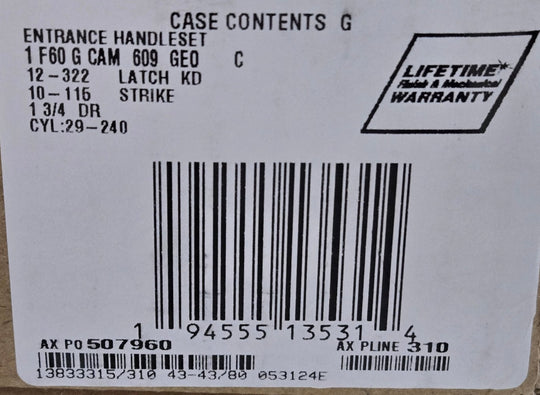 CASE CONTENTS G
ENTRANCE HANDLESET
1 F60 G CAM 609 GEO C
12-322 LATCH KD
10-115 STRIKE
1 3/4 DR
CYL:29-240
LIFETIME*
Finish & Mechanical
WARRANTY
1 94555 13531 4
AX PO 507960
AX PLINE 310
13833315/310 43-43/80 053124E